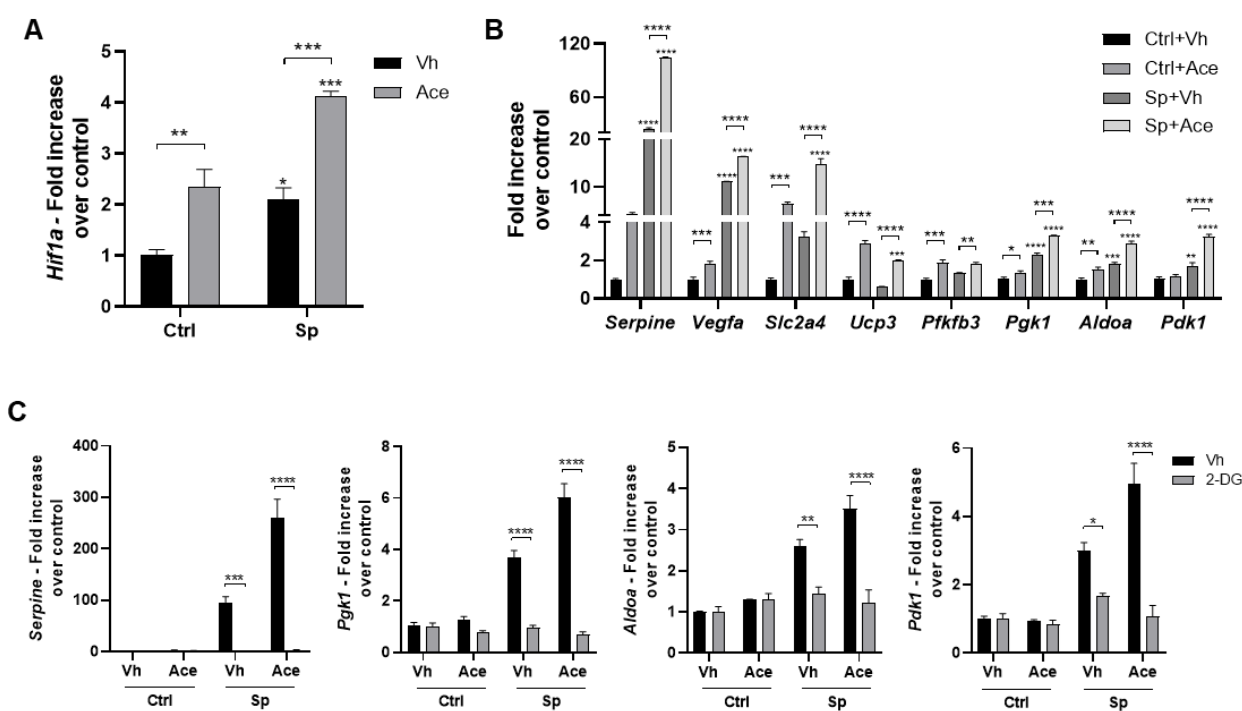 A
Hif1a - Fold increase
over control
5
4
3
2
1
0
**
*
***
***
Ctrl
Sp
Vh
Ace
B
Fold increase
over control
120
60
20
10
4
2
0
****
****
****
****
****
****
***
****
****
***
****
****
***
***
**
*
****
***
****
**
***
****
****
**
****
****
Serpine
Vegfa
Slc2a4
Ucp3
Pfkfb3
Pgk1
Aldoa
Pdk1
Ctrl+Vh
Ctrl+Ace
Sp+Vh
Sp+Ace
C
Serpine - Fold increase
over control
400
300
200
100
0
***
****
Vh Ace Vh Ace
Ctrl Sp
Pgk1 - Fold increase
over control
8
6
4
2
0
****
****
Vh Ace Vh Ace
Ctrl Sp
Aldoa - Fold increase
over control
5
4
3
2
1
0
**
****
Vh Ace Vh Ace
Ctrl Sp
Pdk1 - Fold increase
over control
6
4
2
0
*
****
Vh Ace Vh Ace
Ctrl Sp
Vh
2-DG